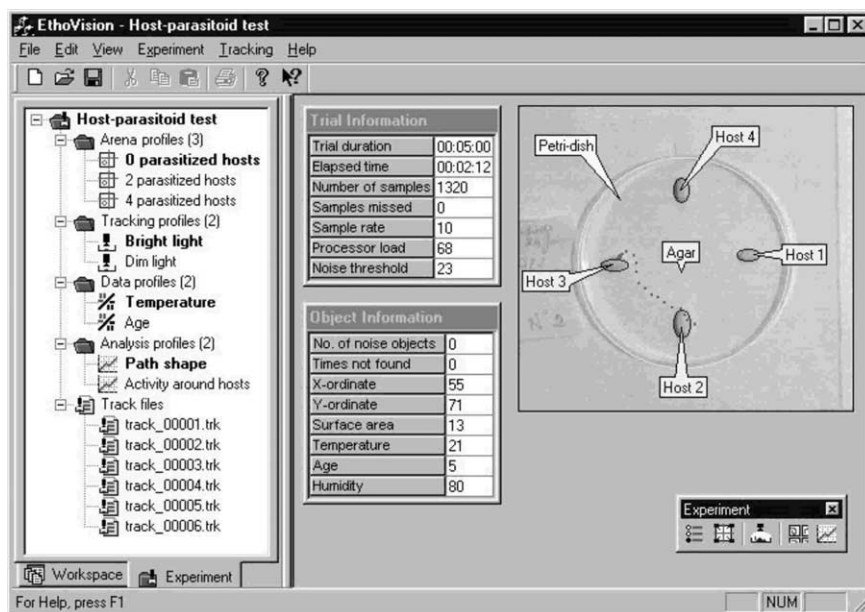 EthoVision - Host-parasitoid test
File Edit View Experiment Tracking Help
Host-parasitoid test
Arena profiles (3)
0 parasitized hosts
2 parasitized hosts
4 parasitized hosts
Tracking profiles (2)
Bright light
Dim light
Data profiles (2)
Temperature
Age
Analysis profiles (2)
Path shape
Activity around hosts
Track files
track_00001.trk
track_00002.trk
track_00003.trk
track_00004.trk
track_00005.trk
track_00006.trk
Workspace Experiment
Trial Information
Trial duration 00:05:00
Elapsed time 00:02:12
Number of samples 1320
Samples missed 0
Sample rate 10
Processor load 68
Noise threshold 23
Object Information
No. of noise objects 0
Times not found 0
X-ordinate 55
Y-ordinate 71
Surface area 13
Temperature 21
Age 5
Humidity 80
Petri-dish
Host 4
Host 1
Agar
Host 3
Host 2
N°2
Experiment
For Help, press F1
NUM